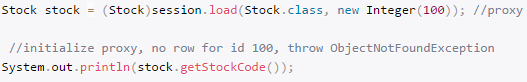 Stock stock = (Stock)session.load(Stock.class, new Integer(100)); //proxy
//initialize proxy, no row for id 100, throw ObjectNotFoundException
System.out.println(stock.getStockCode());